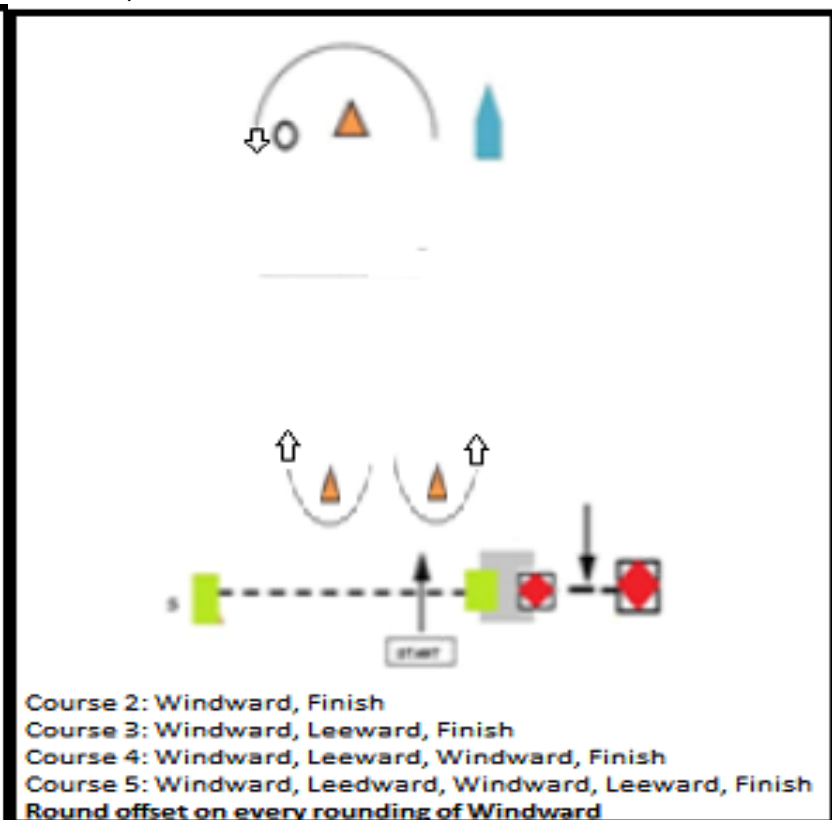 S
START
Course 2: Windward, Finish
Course 3: Windward, Leeward, Finish
Course 4: Windward, Leeward, Windward, Finish
Course 5: Windward, Leedward, Windward, Leeward, Finish
Round offset on every rounding of Windward